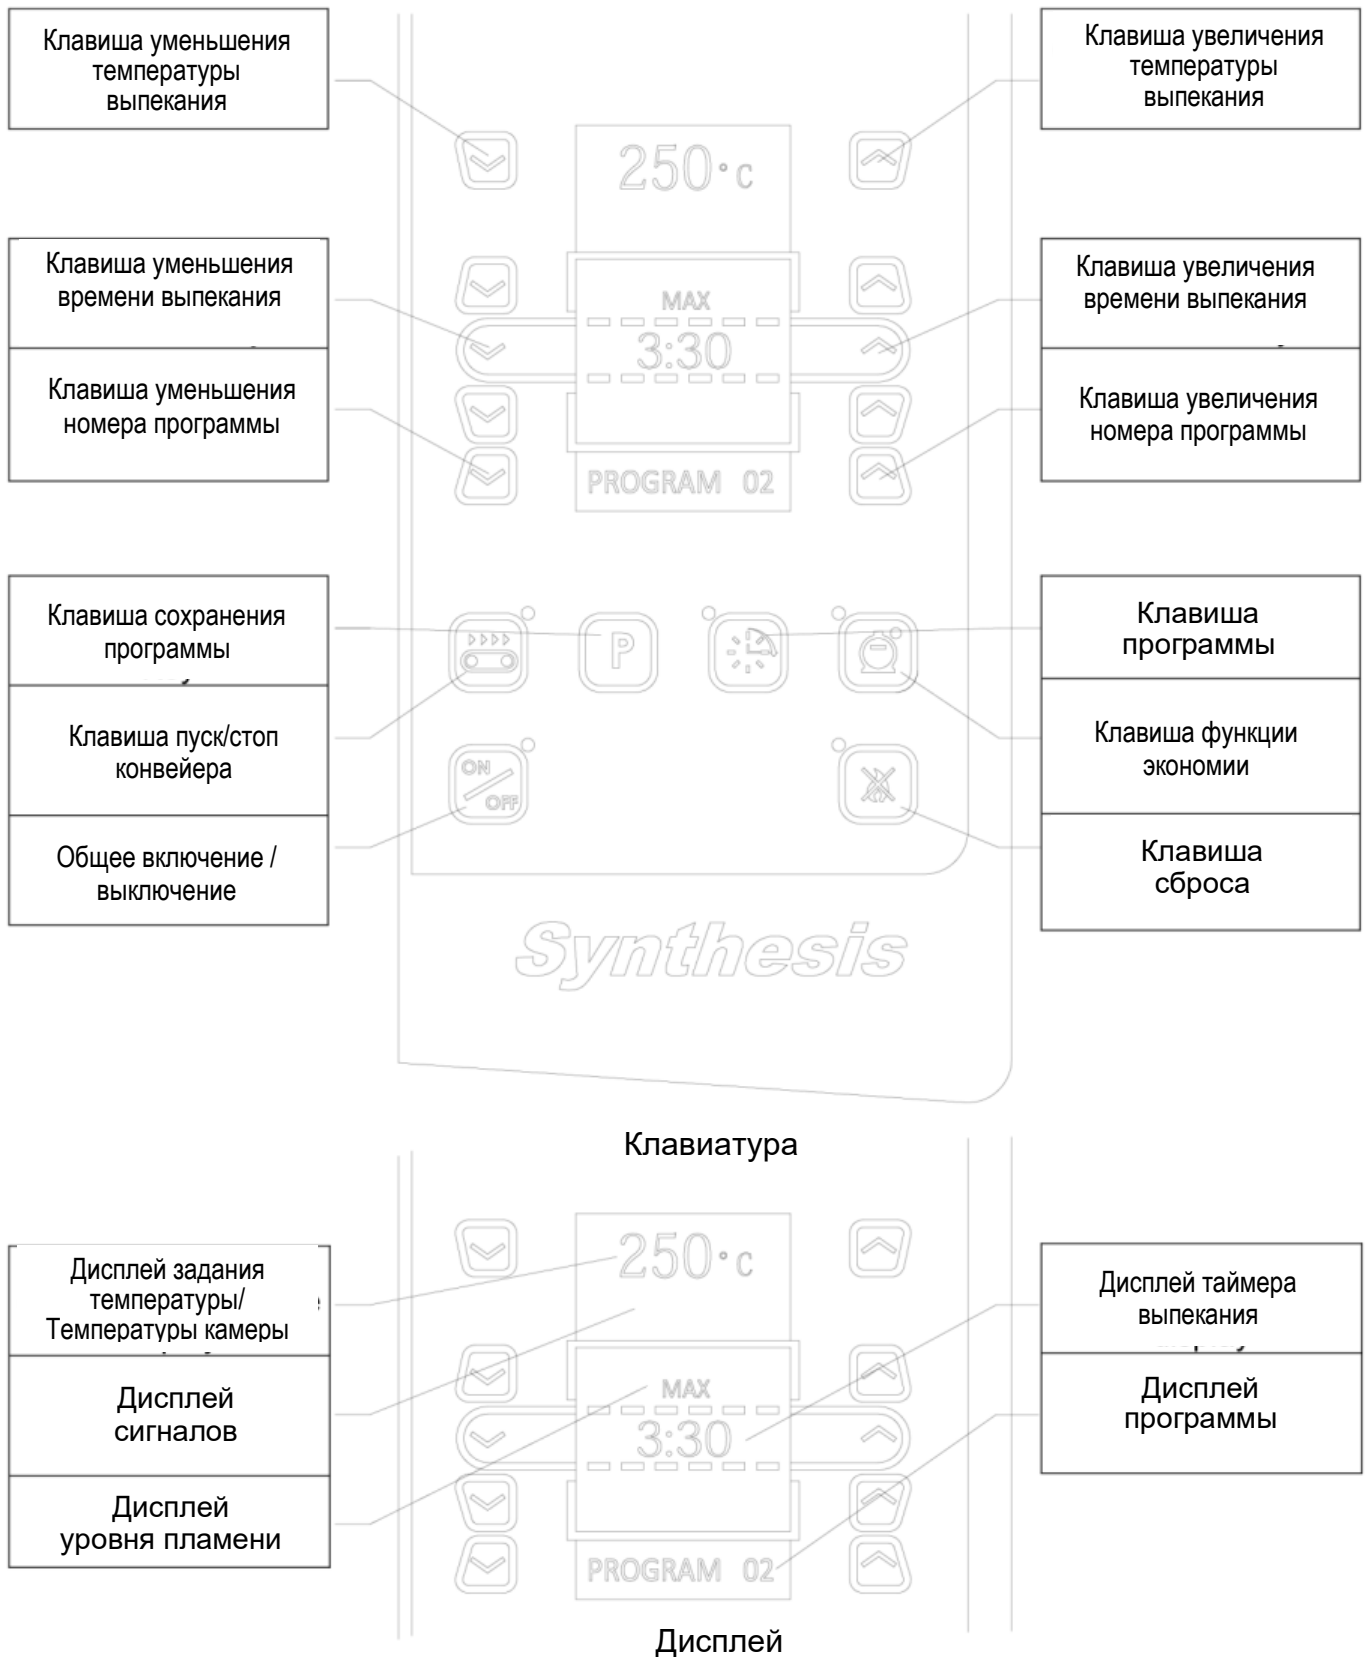 Клавиша уменьшения
температуры
выпекания
Клавиша увеличения
температуры
выпекания
250°C
Клавиша уменьшения
времени выпекания
Клавиша увеличения
времени выпекания
MAX
3:30
Клавиша уменьшения
номера программы
Клавиша увеличения
номера программы
PROGRAM 02
Клавиша сохранения
программы
P
Клавиша
программы
Клавиша пуск/стоп
конвейера
Клавиша функции
экономии
ON
OFF
Общее включение /
выключение
Клавиша
сброса
Synthesis
Клавиатура
Дисплей задания
температуры/
Температуры камеры
250°C
Дисплей таймера
выпекания
Дисплей
сигналов
MAX
3:30
Дисплей
программы
Дисплей
уровня пламени
PROGRAM 02
Дисплей